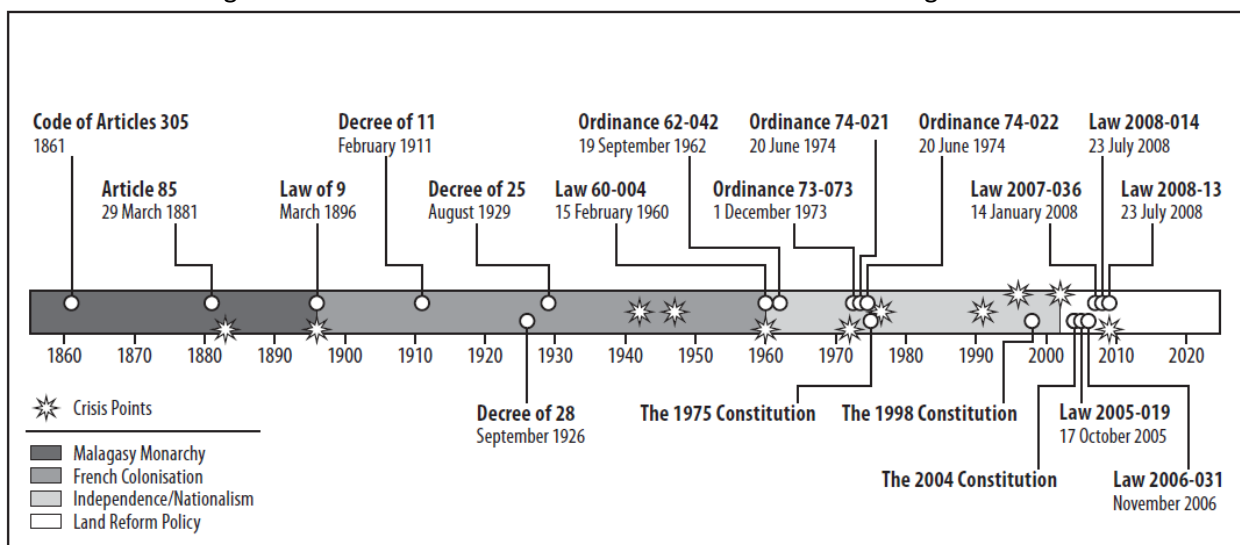 Code of Articles 305
1861
Decree of 11
February 1911
Ordinance 62-042
19 September 1962
Ordinance 74-021
20 June 1974
Ordinance 74-022
20 June 1974
Law 2008-014
23 July 2008
Article 85
29 March 1881
Law of 9
March 1896
Decree of 25
August 1929
Law 60-004
15 February 1960
Ordinance 73-073
1 December 1973
Law 2007-036
14 January 2008
Law 2008-13
23 July 2008
1860 1870 1880 1890 1900 1910 1920 1930 1940 1950 1960 1970 1980 1990 2000 2010 2020
Crisis Points
Decree of 28
September 1926
The 1975 Constitution
The 1998 Constitution
Law 2005-019
17 October 2005
The 2004 Constitution
Law 2006-031
November 2006
Malagasy Monarchy
French Colonisation
Independence/Nationalism
Land Reform Policy